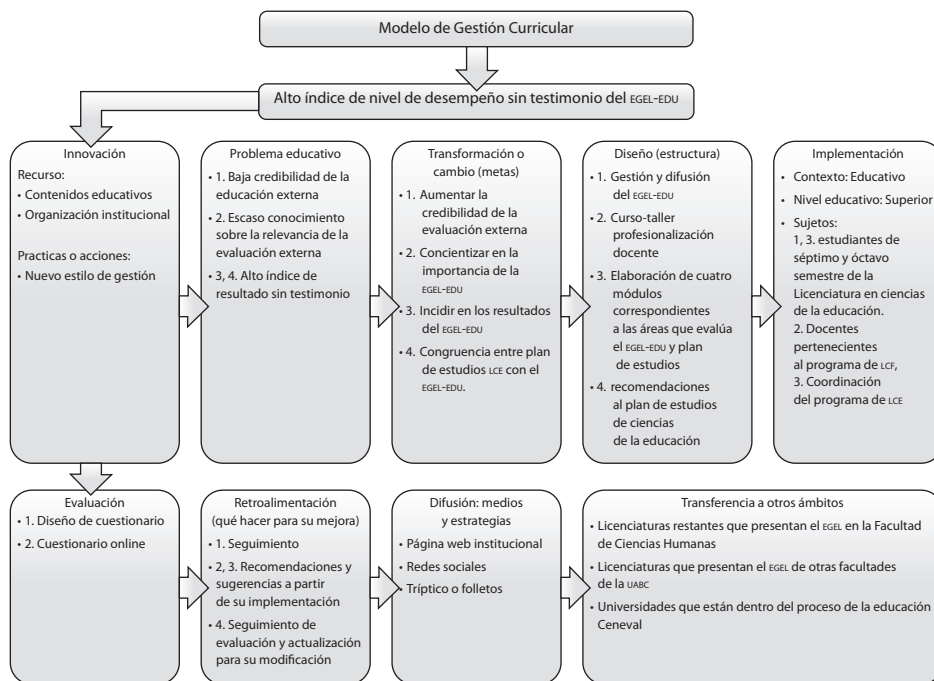 Modelo de Gestión Curricular
Alto índice de nivel de desempeño sin testimonio del EGEL-EDU
Innovación
Recurso:
• Contenidos educativos
• Organización institucional
Practicas o acciones:
• Nuevo estilo de gestión
Problema educativo
• 1. Baja credibilidad de la
educación externa
• 2. Escaso conocimiento
sobre la relevancia de la
evaluación externa
• 3, 4. Alto índice de
resultado sin testimonio
Transformación o
cambio (metas)
• 1. Aumentar la
credibilidad de la
evaluación externa
• 2. Concientizar en la
importancia de la
EGEL-EDU
• 3. Incidir en los resultados
del EGEL-EDU
• 4. Congruencia entre plan
de estudios LCE con el
EGEL-EDU.
Diseño (estructura)
• 1. Gestión y difusión
del EGEL-EDU
• 2. Curso-taller
profesionalización
docente
• 3. Elaboración de cuatro
módulos
correspondientes
a las áreas que evalúa
el EGEL-EDU y plan
de estudios
• 4. recomendaciones
al plan de estudios
de ciencias
de la educación
Implementación
• Contexto: Educativo
• Nivel educativo: Superior
• Sujetos:
1, 3. estudiantes de
séptimo y óctavo
semestre de la
Licenciatura en ciencias
de la educación.
2. Docentes
pertenecientes
al programa de LCF,
3. Coordinación
del programa de LCE
Evaluación
• 1. Diseño de cuestionario
• 2. Cuestionario online
Retroalimentación
(qué hacer para su mejora)
• 1. Seguimiento
• 2, 3. Recomendaciones y
sugerencias a partir
de su implementación
• 4. Seguimiento de
evaluación y actualización
para su modificación
Difusión: medios
y estrategias
• Página web institucional
• Redes sociales
• Tríptico o folletos
Transferencia a otros ámbitos
• Licenciaturas restantes que presentan el EGEL en la Facultad
de Ciencias Humanas
• Licenciaturas que presentan el EGEL de otras facultades
de la UABC
• Universidades que están dentro del proceso de la educación
Ceneval